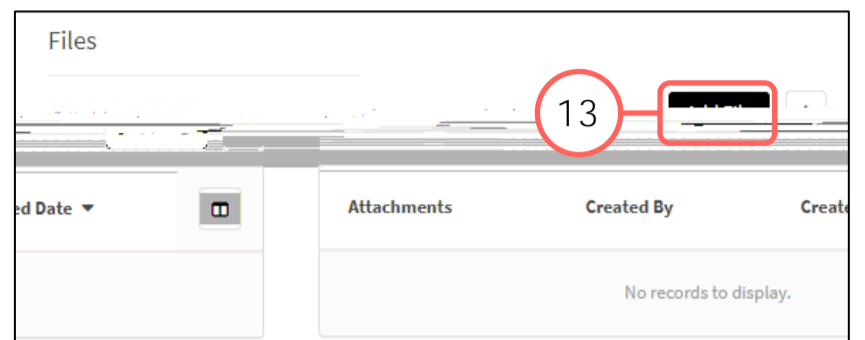 Files
13
ed Date ▼
Attachments Created By Create
No records to display.